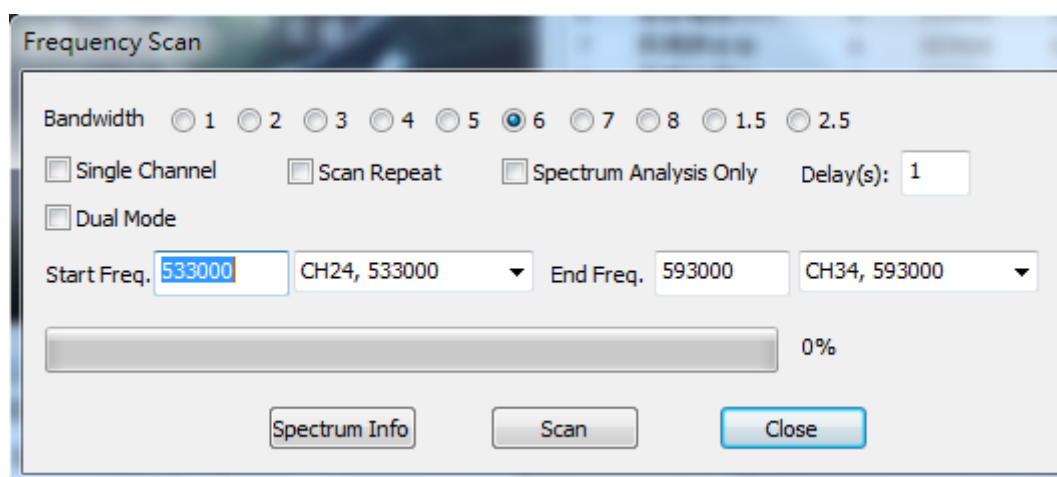 Frequency Scan
Bandwidth 1 2 3 4 5 6 7 8 1.5 2.5
Single Channel Scan Repeat Spectrum Analysis Only Delay(s): 1
Dual Mode
Start Freq. 533000 CH24, 533000 End Freq. 593000 CH34, 593000
0%
Spectrum Info Scan Close